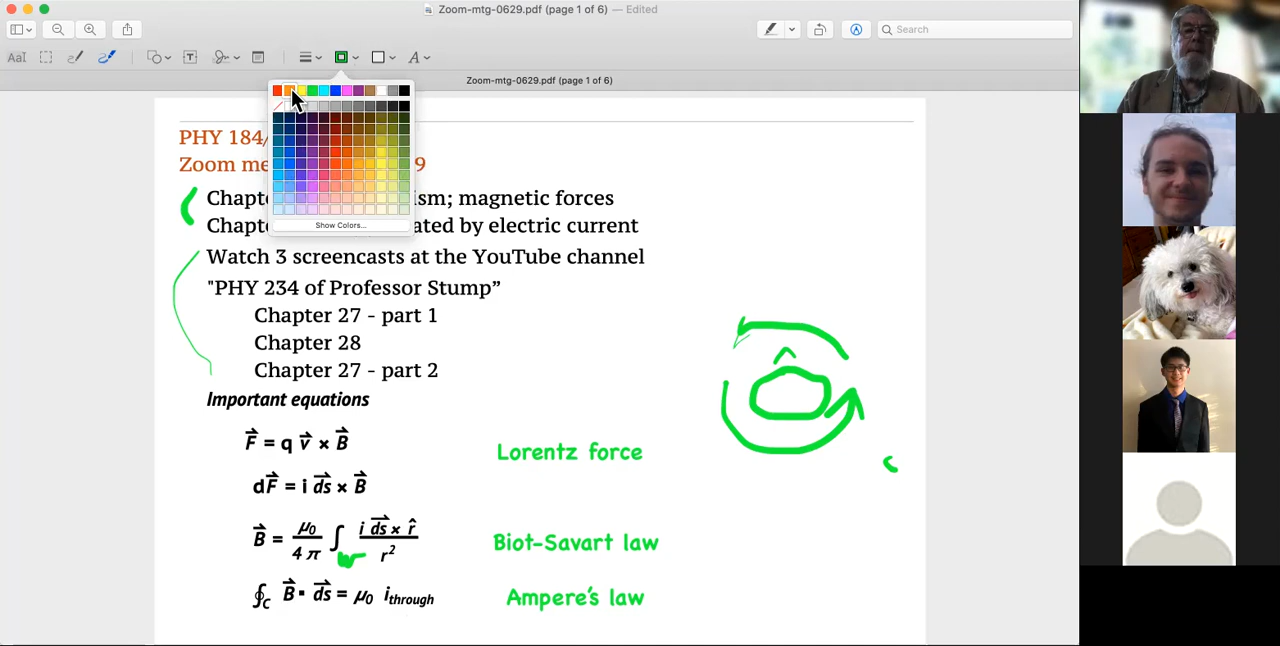 Zoom-mtg-0629.pdf (page 1 of 6) — Edited
Search
AaI
T
A
Zoom-mtg-0629.pdf (page 1 of 6)
Show Colors...
PHY 184/
Zoom me 9
Chapte ism; magnetic forces
Chapte ated by electric current
Watch 3 screencasts at the YouTube channel
"PHY 234 of Professor Stump”
Chapter 27 - part 1
Chapter 28
Chapter 27 - part 2
Important equations
F⃗ = q v⃗ × B⃗
Lorentz force
dF⃗ = i ds⃗ × B⃗
B⃗ = μ₀ / 4 π ∫ i ds⃗ × r̂ / r²
Biot-Savart law
∮C B⃗ · ds⃗ = μ₀ i through
Ampere's law